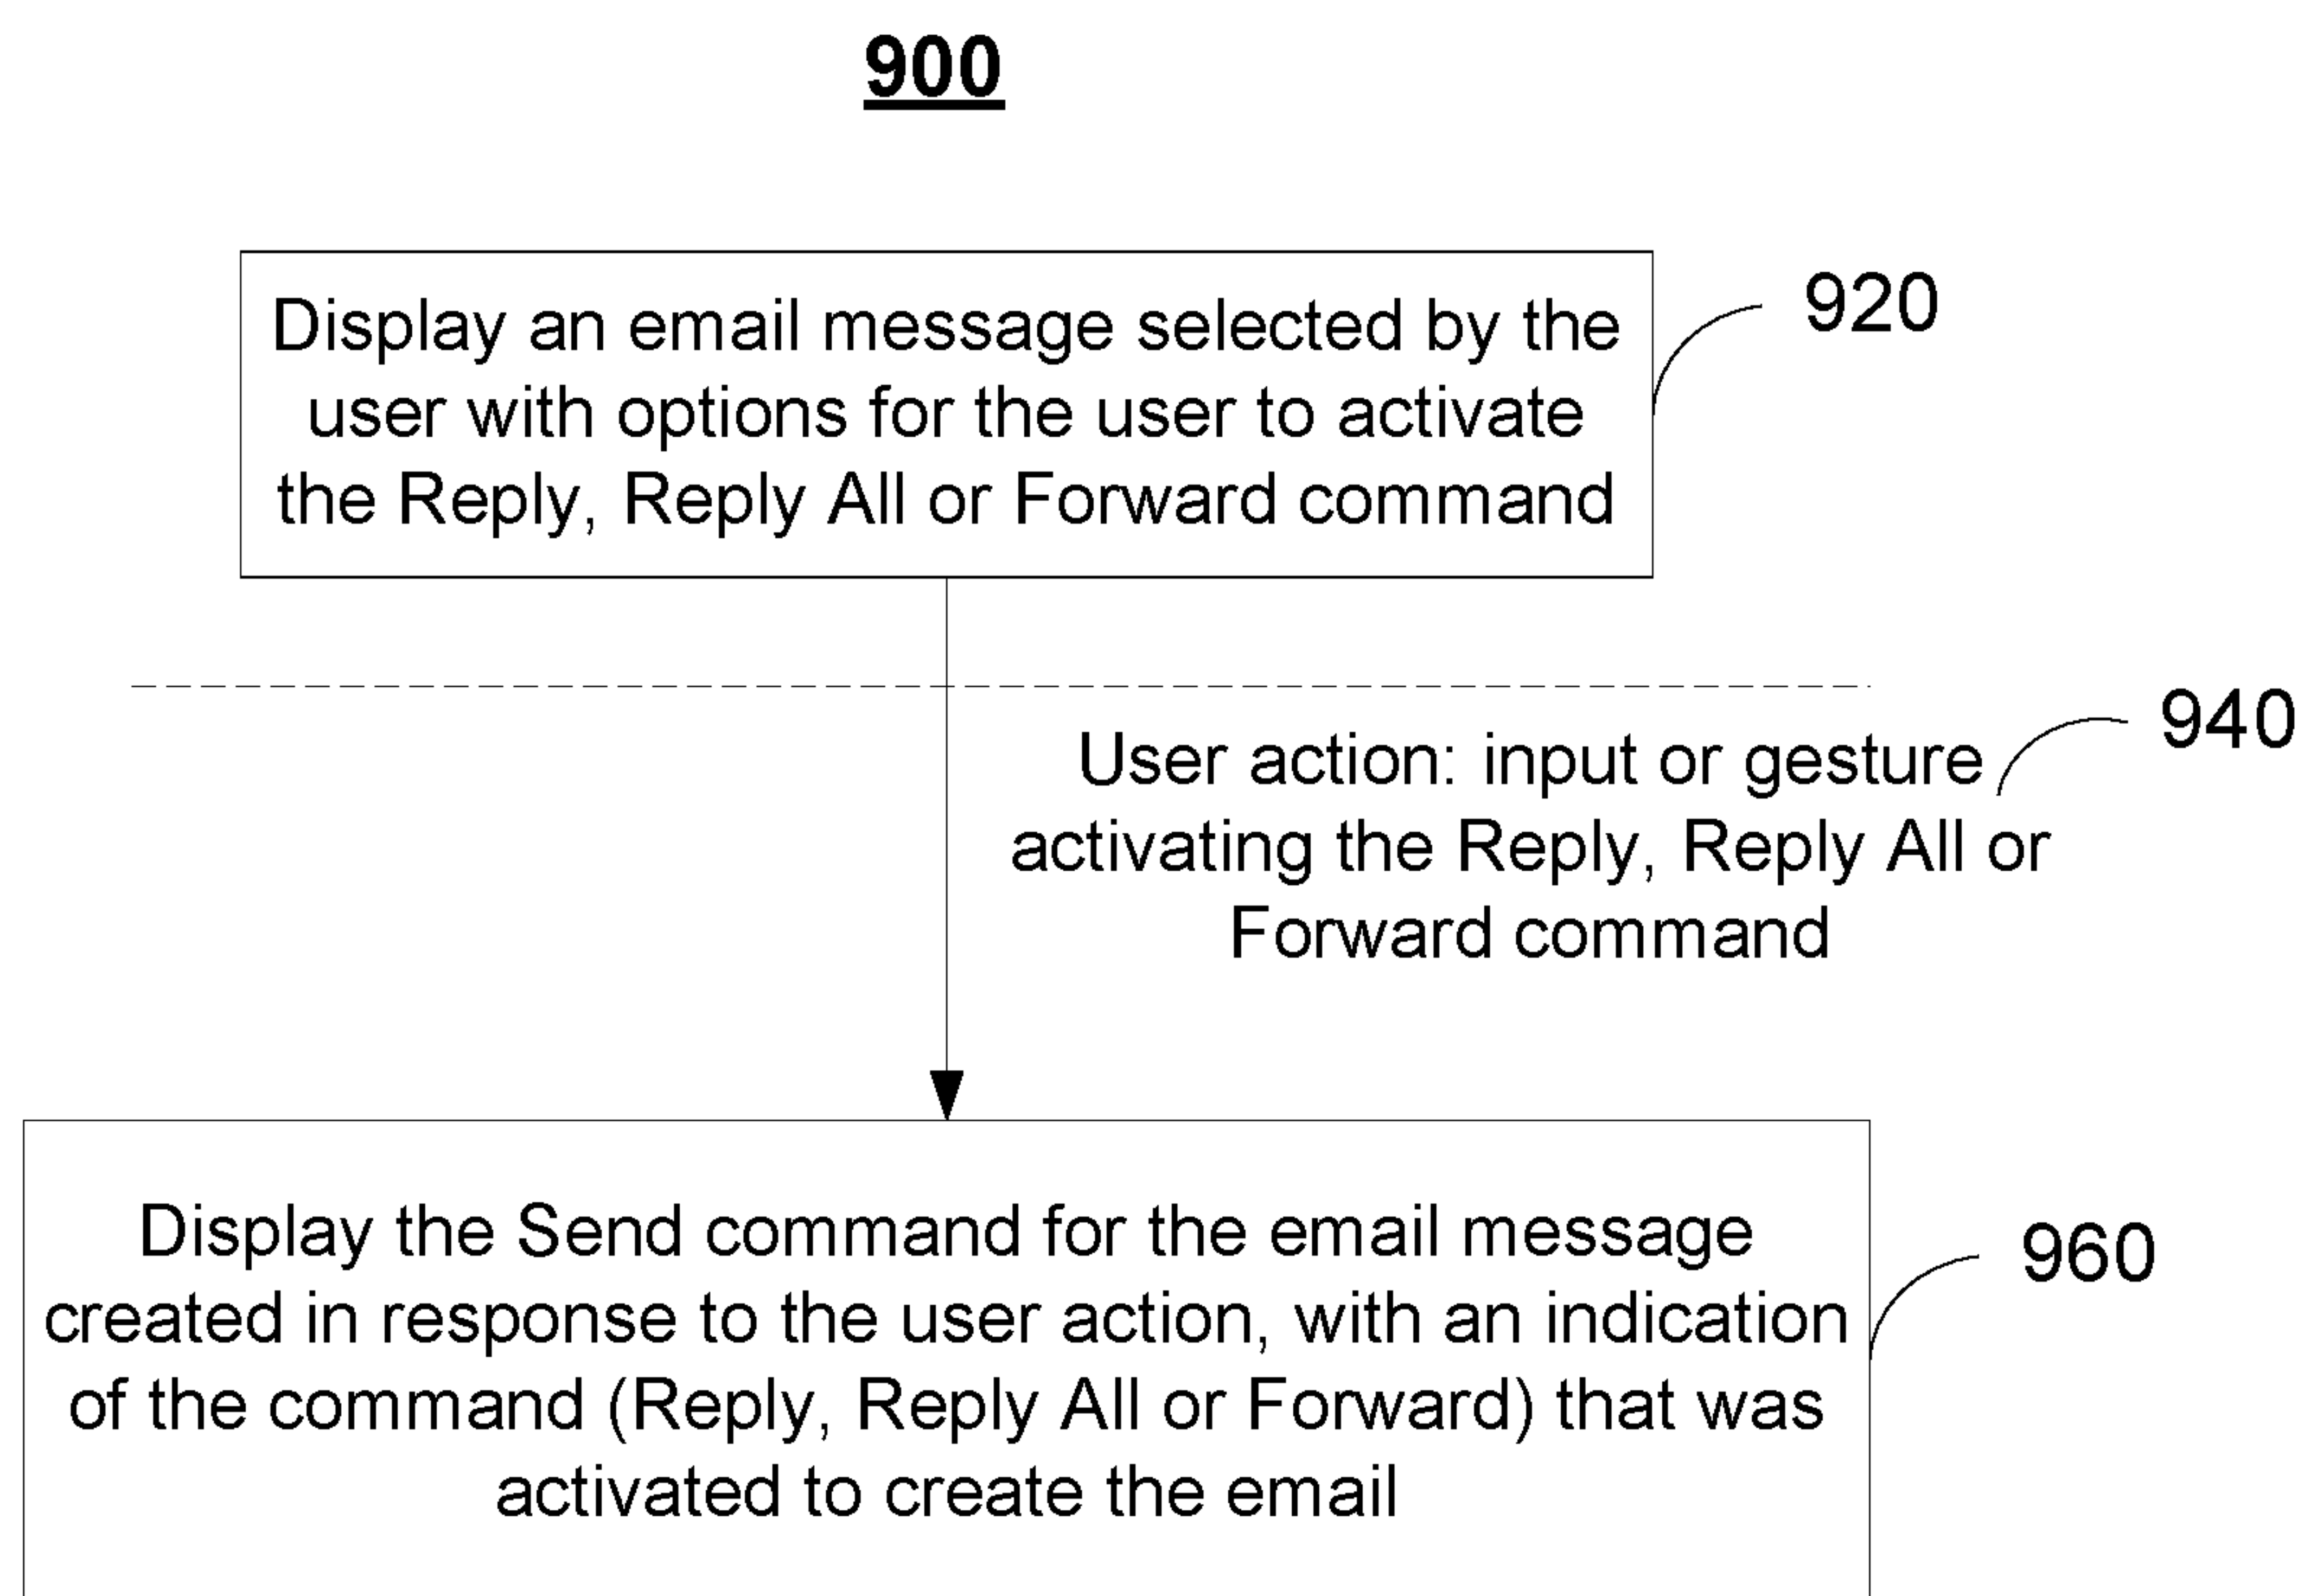 900
Display an email message selected by the
user with options for the user to activate
the Reply, Reply All or Forward command
920
940
User action: input or gesture
activating the Reply, Reply All or
Forward command
Display the Send command for the email message
created in response to the user action, with an indication
of the command (Reply, Reply All or Forward) that was
activated to create the email
960